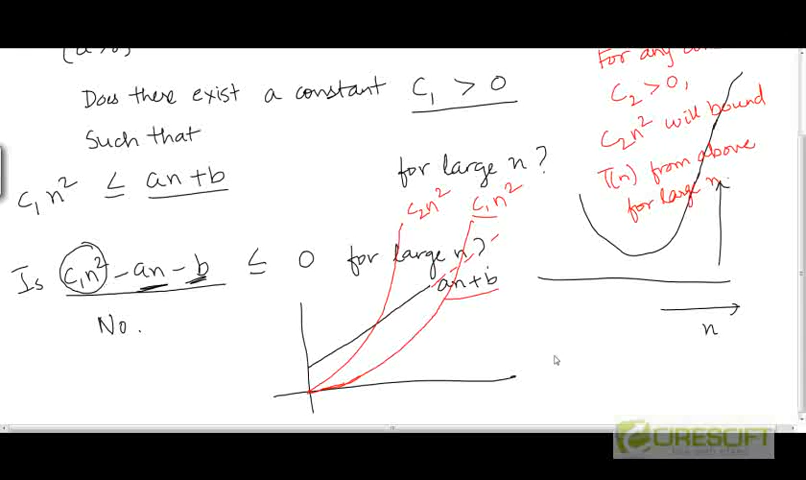 Does there exist a constant C₁ > 0
Such that
C₁n² ≤ an+b
for large n?
Is C₁n² - an - b ≤ 0 for large n?
No.
C₂n²
C₁n²
an+b
For any
C₂ > 0,
C₂n² will bound
T(n) from above
for large n.
n
CIRESCIFT